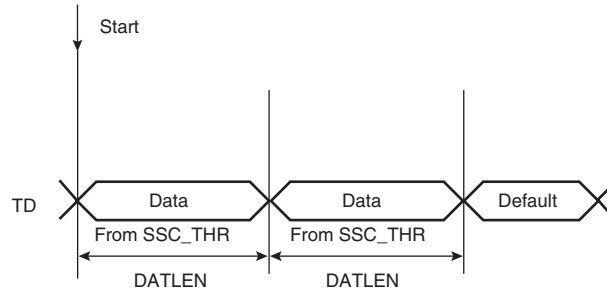 Start
TD
Data
Data
Default
From SSC_THR
From SSC_THR
DATLEN
DATLEN